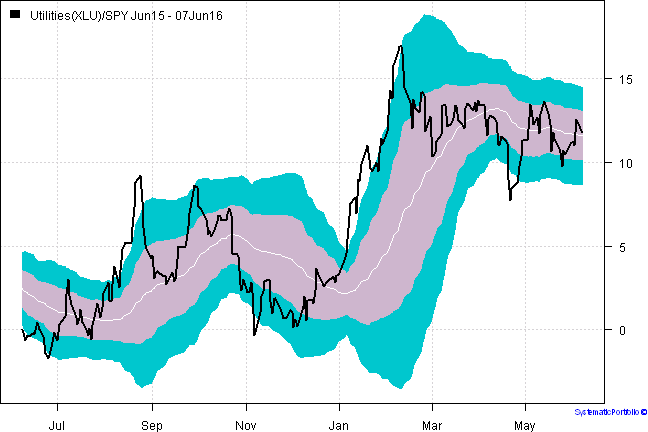 Utilities(XLU)/SPY Jun15 - 07Jun16
15
10
5
0
Jul Sep Nov Jan Mar May
SystematicPortfolio ©